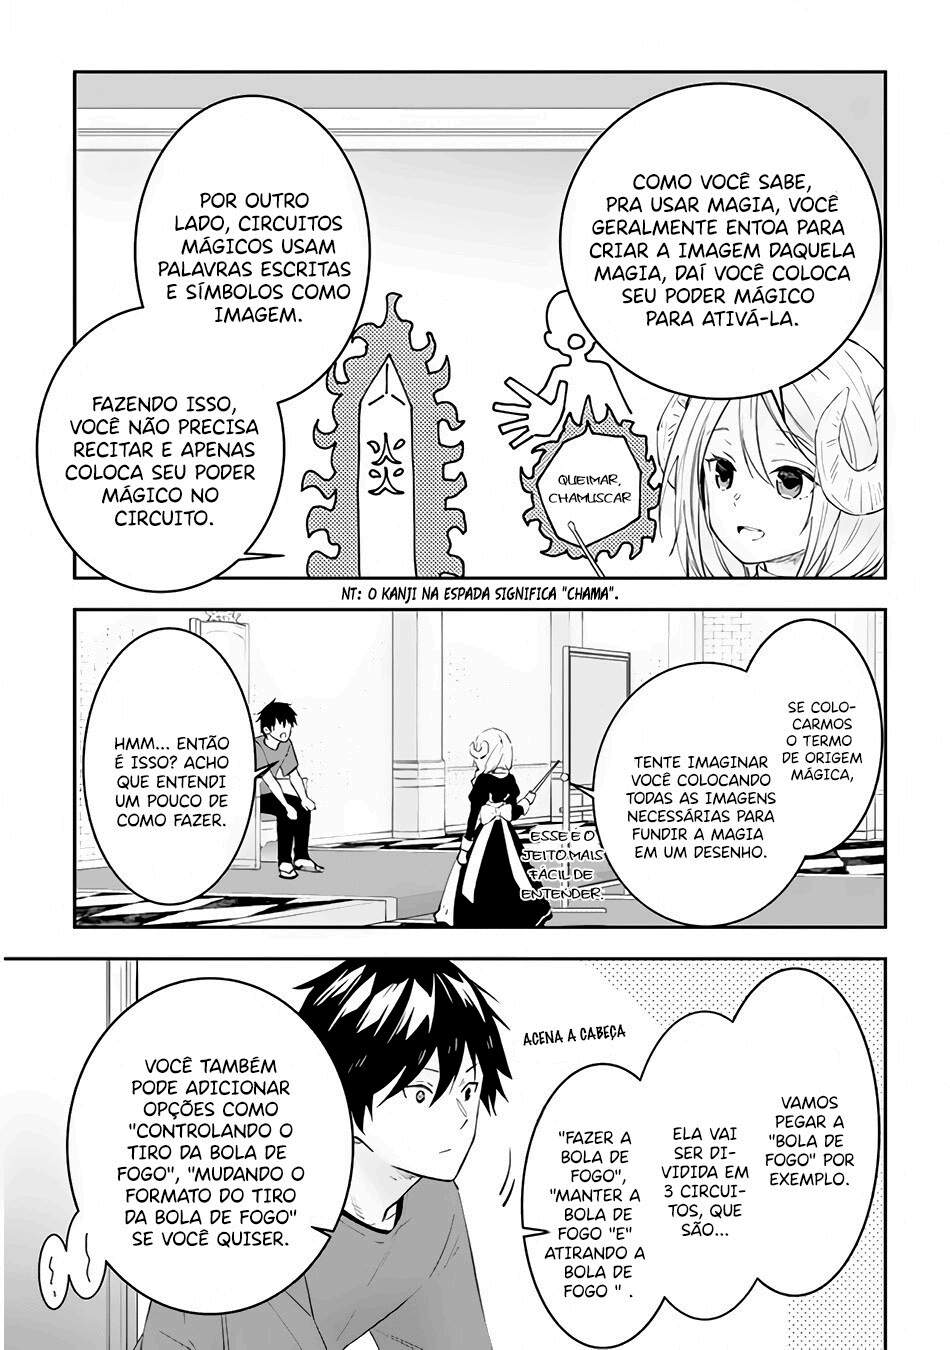 COMO VOCÊ SABE,
PRA USAR MAGIA, VOCÊ
GERALMENTE ENTOA PARA
CRIAR A IMAGEM DAQUELA
MAGIA, DAÍ VOCÊ COLOCA
SEU PODER MÁGICO
PARA ATIVÁ-LA.
QUEIMAR,
CHAMUSCAR
POR OUTRO
LADO, CIRCUITOS
MÁGICOS USAM
PALAVRAS ESCRITAS
E SÍMBOLOS COMO
IMAGEM.
炎
FAZENDO ISSO,
VOCÊ NÃO PRECISA
RECITAR E APENAS
COLOCA SEU PODER
MÁGICO NO
CIRCUITO.
NT: O KANJI NA ESPADA SIGNIFICA "CHAMA".
SE COLO-
CARMOS
O TERMO
DE ORIGEM
MÁGICA,
TENTE IMAGINAR
VOCÊ COLOCANDO
TODAS AS IMAGENS
NECESSÁRIAS PARA
FUNDIR A MAGIA
EM UM DESENHO.
ESSE É O
JEITO MAIS
FÁCIL DE
ENTENDER.
HMM... ENTÃO
É ISSO? ACHO
QUE ENTENDI
UM POUCO DE
COMO FAZER.
VAMOS
PEGAR A
"BOLA DE
FOGO" POR
EXEMPLO.
ELA VAI
SER DI-
VIDIDA EM
3 CIRCUI-
TOS, QUE
SÃO...
"FAZER A
BOLA DE
FOGO",
"MANTER A
BOLA DE
FOGO "E"
ATIRANDO A
BOLA DE
FOGO " .
ACENA A CABEÇA
VOCÊ TAMBÉM
PODE ADICIONAR
OPÇÕES COMO
"CONTROLANDO O
TIRO DA BOLA DE
FOGO", "MUDANDO O
FORMATO DO TIRO
DA BOLA DE FOGO"
SE VOCÊ QUISER.